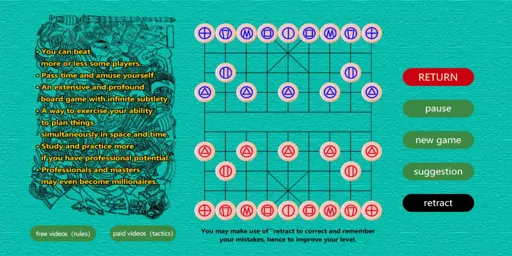 • You can beat
more or less some players.
• Pass time and amuse yourself.
• An extensive and profound
board game with infinite subtlety.
• A way to exercise your ability
to plan things
simultaneously in space and time.
• Study and practice more
if you have professional potential.
• Professionals and masters
may even become millionaires.
free videos (rules)
paid videos (tactics)
You may make use of "retract to correct and remember
your mistakes, hence to improve your level.
RETURN
pause
new game
suggestion
retract